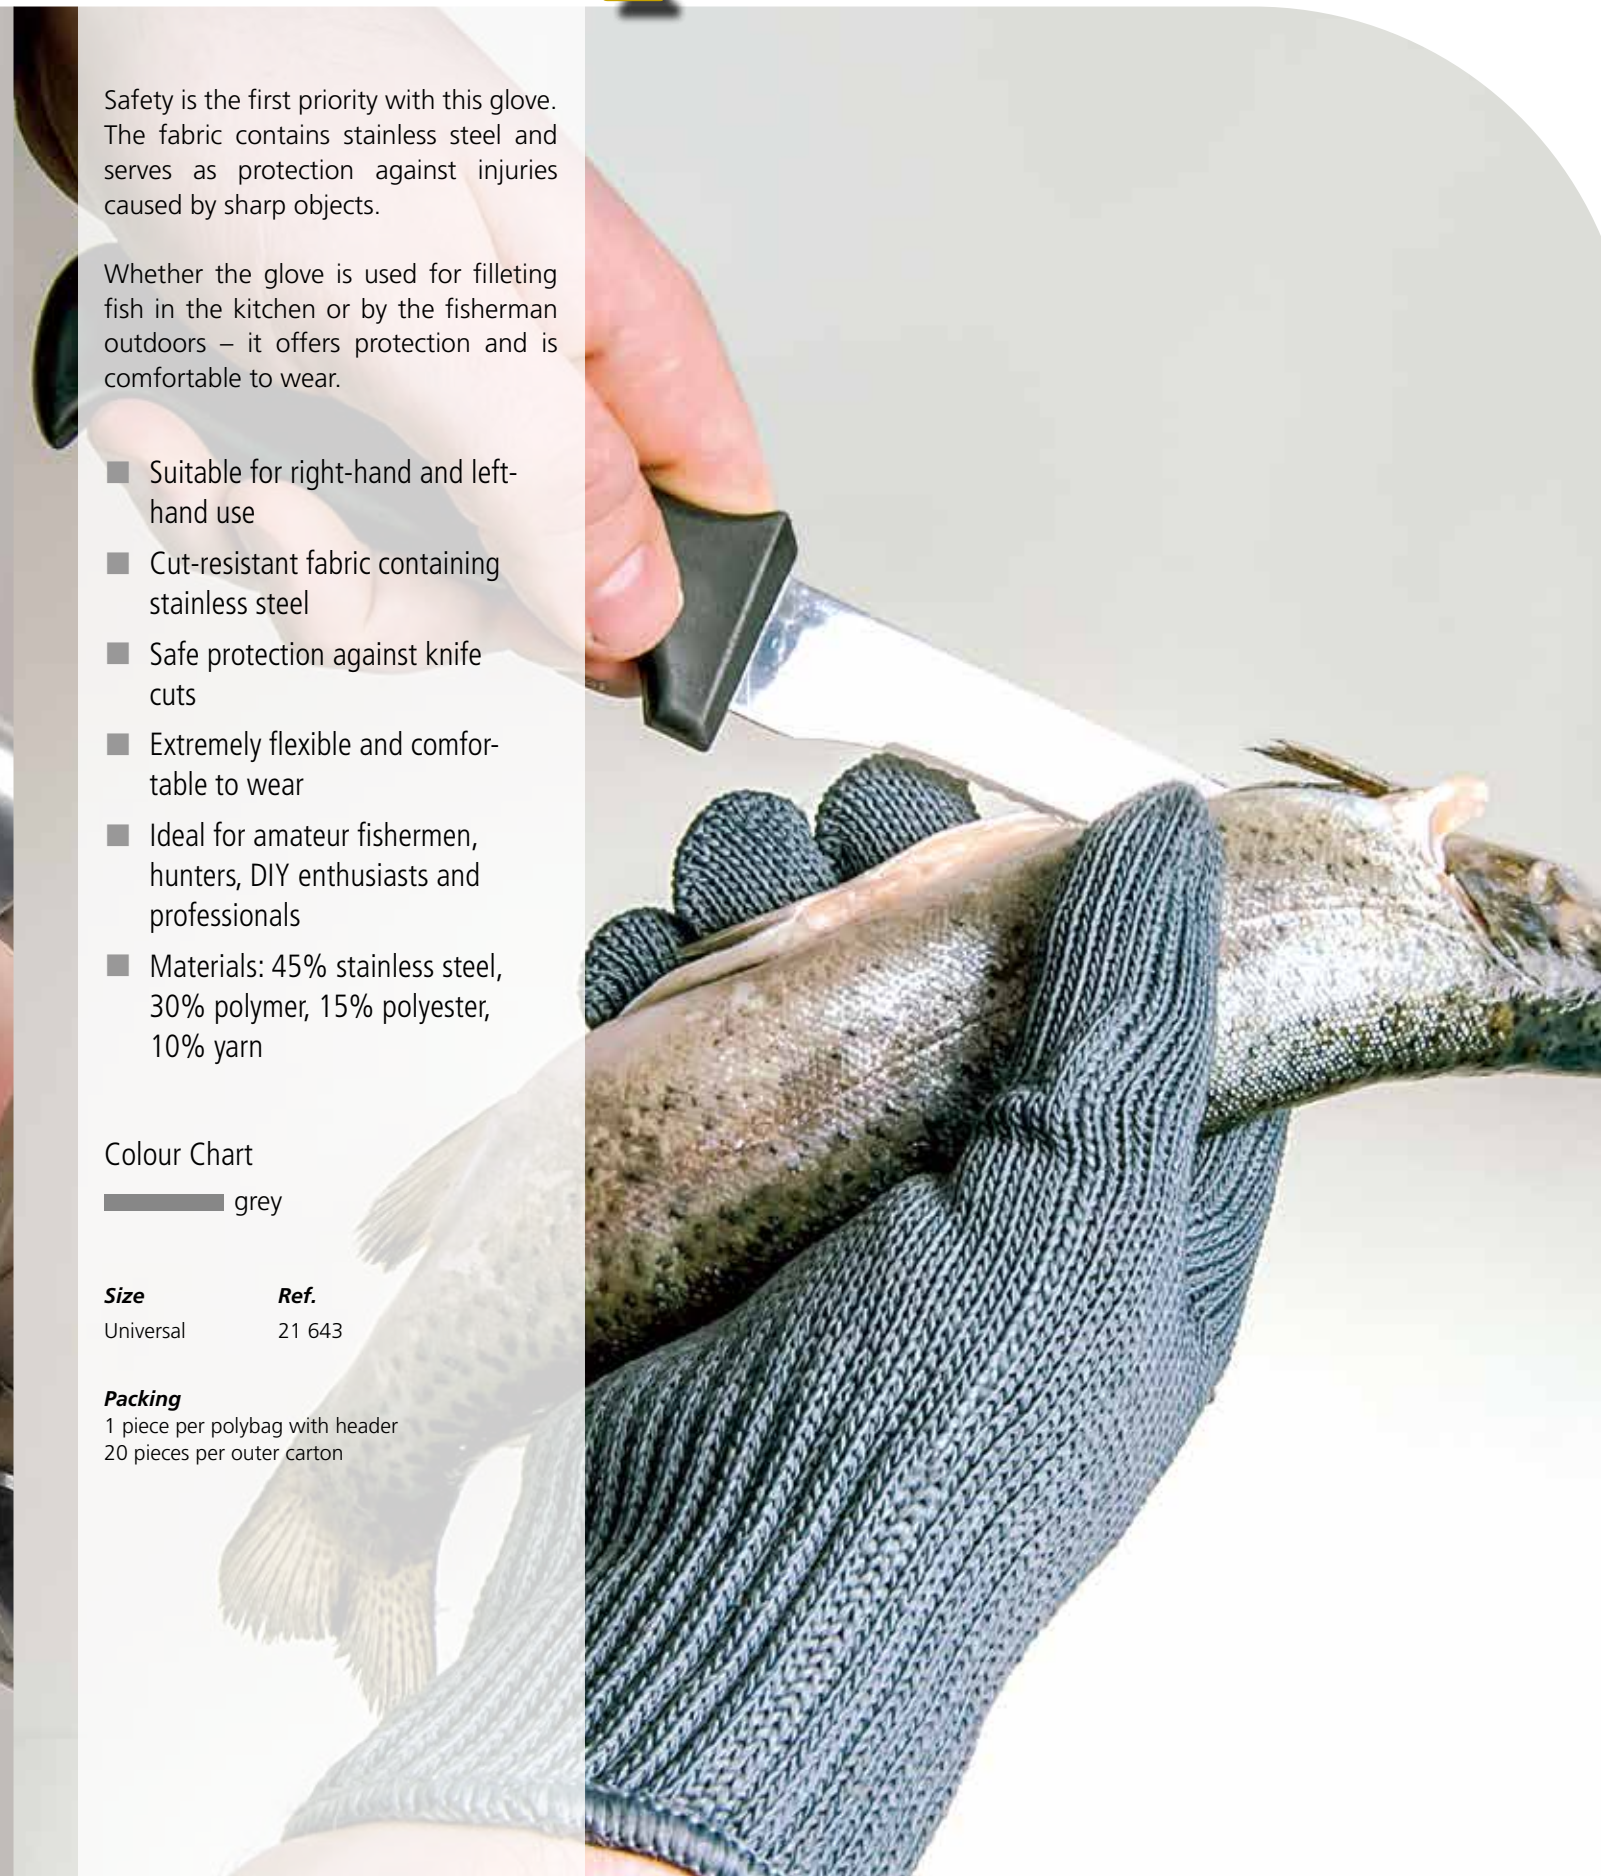 Safety is the first priority with this glove.
The fabric contains stainless steel and
serves as protection against injuries
caused by sharp objects.
Whether the glove is used for filleting
fish in the kitchen or by the fisherman
outdoors – it offers protection and is
comfortable to wear.
■ Suitable for right-hand and left-
hand use
■ Cut-resistant fabric containing
stainless steel
■ Safe protection against knife
cuts
■ Extremely flexible and comfor-
table to wear
■ Ideal for amateur fishermen,
hunters, DIY enthusiasts and
professionals
■ Materials: 45% stainless steel,
30% polymer, 15% polyester,
10% yarn
Colour Chart
grey
Size Ref.
Universal 21 643
Packing
1 piece per polybag with header
20 pieces per outer carton